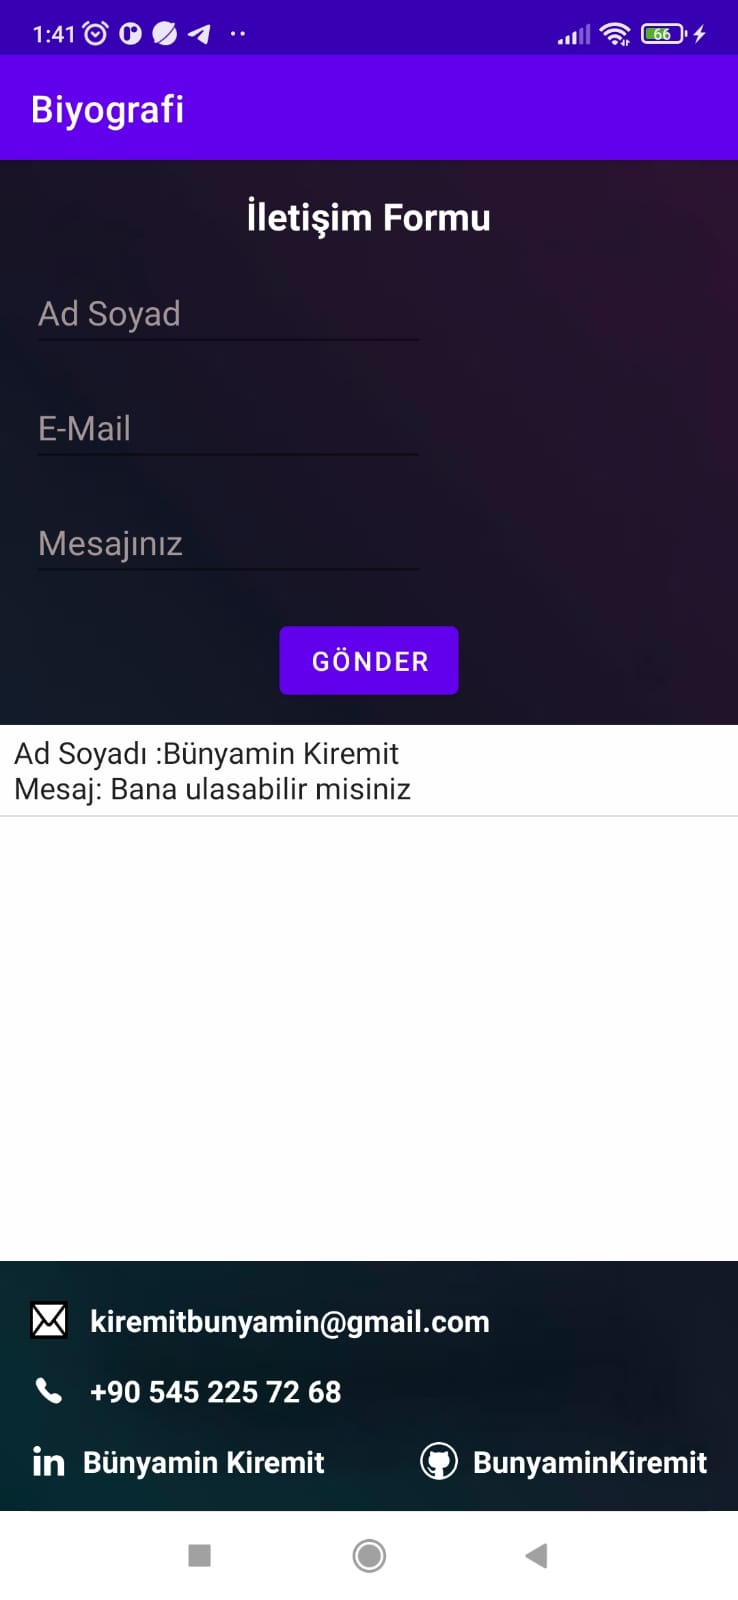 1:41
66
Biyografi
İletişim Formu
Ad Soyad
E-Mail
Mesajınız
GÖNDER
Ad Soyadı :Bünyamin Kiremit
Mesaj: Bana ulasabilir misiniz
kiremitbunyamin@gmail.com
+90 545 225 72 68
in Bünyamin Kiremit
BunyaminKiremit